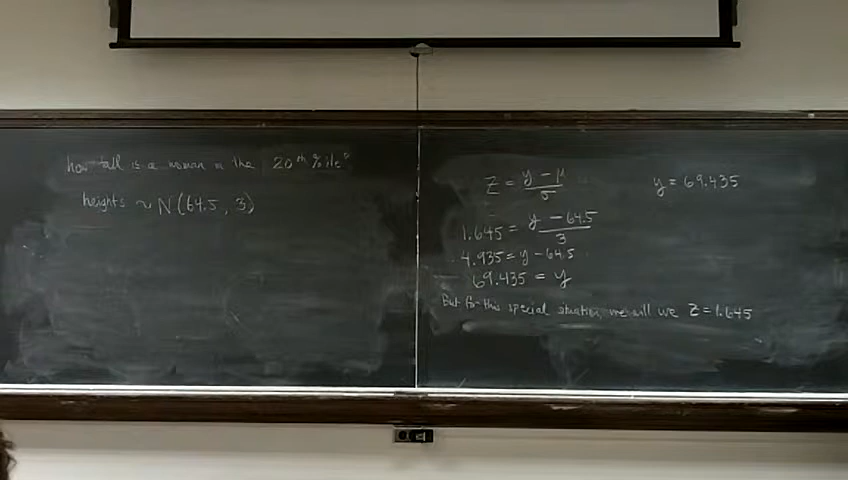 how tall is a woman in the 20th %ile?
heights ~ N(64.5, 3)
Z = y - μ / σ
y = 69.435
1.645 = y - 64.5 / 3
4.935 = y - 64.5
69.435 = y
But for this special situation, we will use Z = 1.645